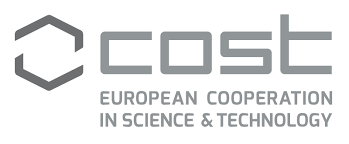 cost
EUROPEAN COOPERATION
IN SCIENCE & TECHNOLOGY